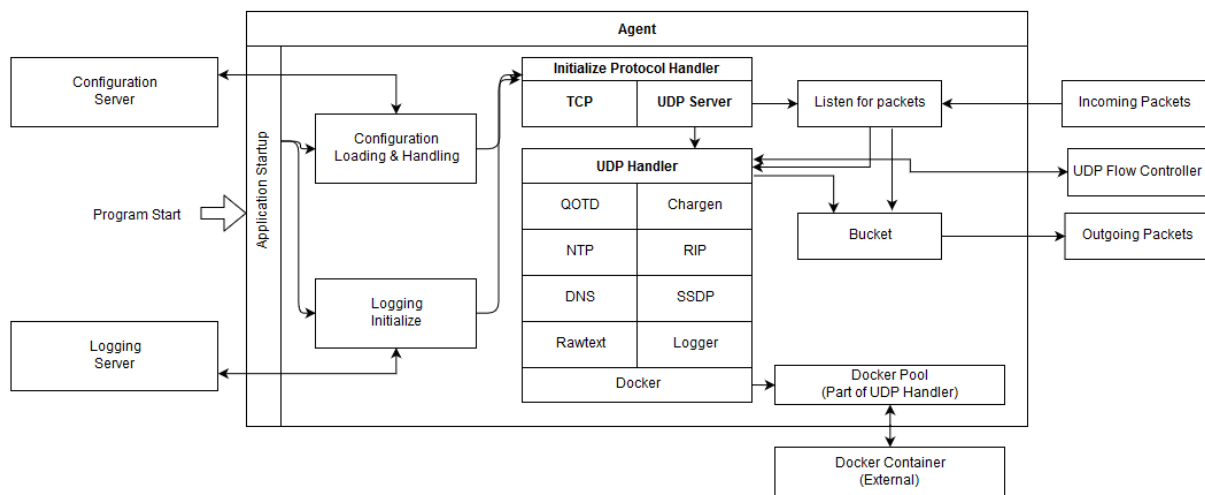 Agent
Configuration
Server
Initialize Protocol Handler
TCP
UDP Server
Listen for packets
Incoming Packets
Configuration
Loading & Handling
Application Startup
UDP Handler
UDP Flow Controller
Program Start
QOTD
Chargen
Bucket
Outgoing Packets
NTP
RIP
DNS
SSDP
Logging
Initialize
Logging
Server
Rawtext
Logger
Docker
Docker Pool
(Part of UDP Handler)
Docker Container
(External)